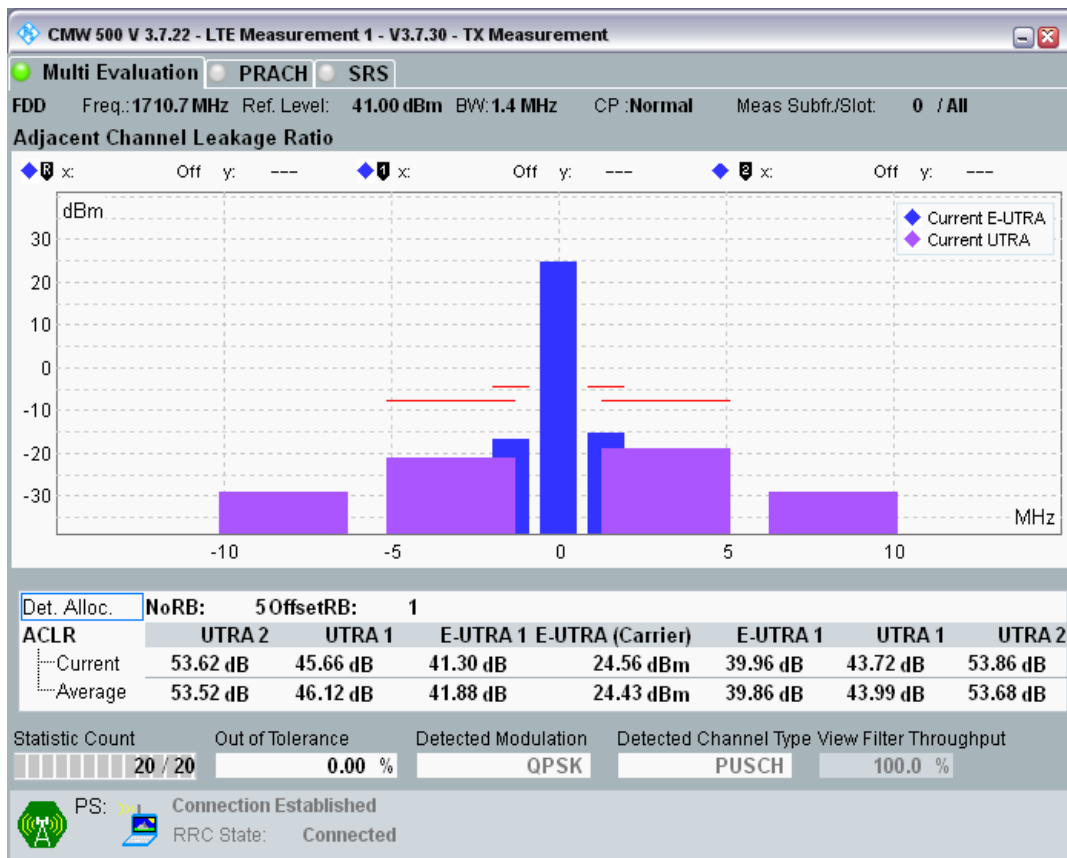 CMW 500 V 3.7.22 - LTE Measurement 1 - V3.7.30 - TX Measurement
Multi Evaluation PRACH SRS
FDD Freq.: 1710.7 MHz Ref. Level: 41.00 dBm BW: 1.4 MHz CP :Normal Meas Subfr./Slot: 0 / All
Adjacent Channel Leakage Ratio
R x: Off y: --- 1 x: Off y: --- 2 x: Off y: ---
dBm
Current E-UTRA
Current UTRA
30
20
10
0
-10
-20
-30
MHz
-10 -5 0 5 10
Det. Alloc. NoRB: 5 OffsetRB: 1
ACLR UTRA 2 UTRA 1 E-UTRA 1 E-UTRA (Carrier) E-UTRA 1 UTRA 1 UTRA 2
Current 53.62 dB 45.66 dB 41.30 dB 24.56 dBm 39.96 dB 43.72 dB 53.86 dB
Average 53.52 dB 46.12 dB 41.88 dB 24.43 dBm 39.86 dB 43.99 dB 53.68 dB
Statistic Count Out of Tolerance Detected Modulation Detected Channel Type View Filter Throughput
20 / 20 0.00 % QPSK PUSCH 100.0 %
PS: Connection Established
RRC State: Connected